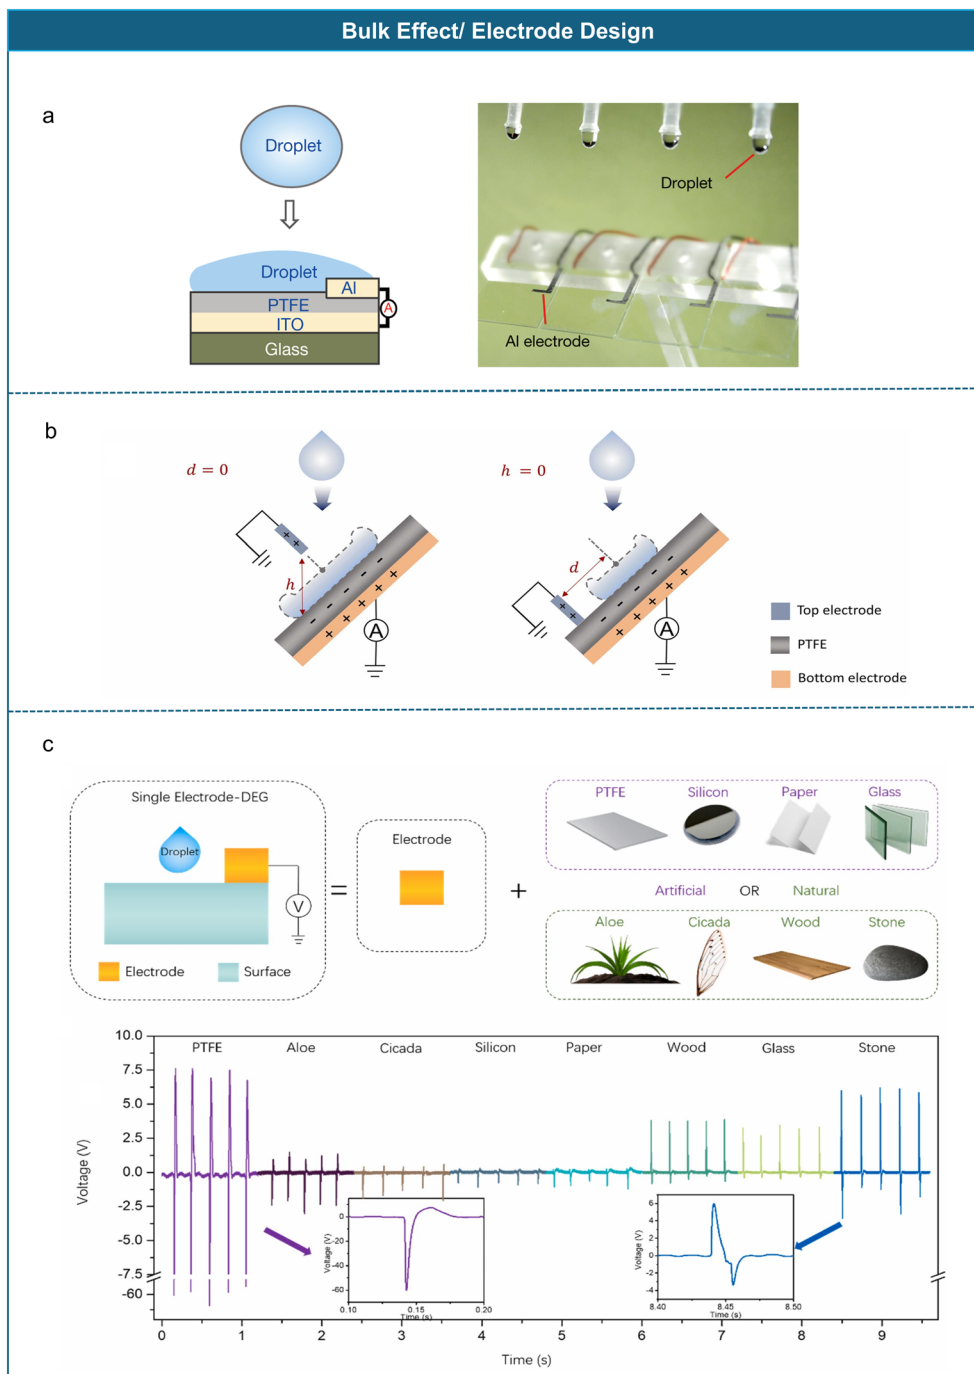 Bulk Effect/ Electrode Design
a
Droplet
Droplet
Al
A
PTFE
ITO
Glass
Droplet
Al electrode
b
d = 0
h
A
h = 0
d
A
Top electrode
PTFE
Bottom electrode
c
Single Electrode-DEG
Droplet
V
Electrode
Surface
=
Electrode
+
PTFE Silicon Paper Glass
Artificial OR Natural
Aloe Cicada Wood Stone
PTFE Aloe Cicada Silicon Paper Wood Glass Stone
Voltage (V)
10.0
7.5
5.0
2.5
0.0
-2.5
-5.0
-7.5
-60
0 1 2 3 4 5 6 7 8 9
Time (s)
Voltage (V)
0
-20
-40
-60
0.10 0.15 0.20
Time (s)
Voltage (V)
6
4
2
0
-2
-4
8.40 8.45 8.50
Time (s)